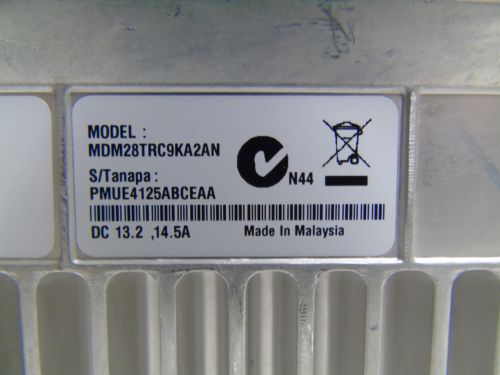 MODEL :
MDM28TRC9KA2AN
S/Tanapa :
PMUE4125ABCEAA
N44
DC 13.2 ,14.5A
Made In Malaysia